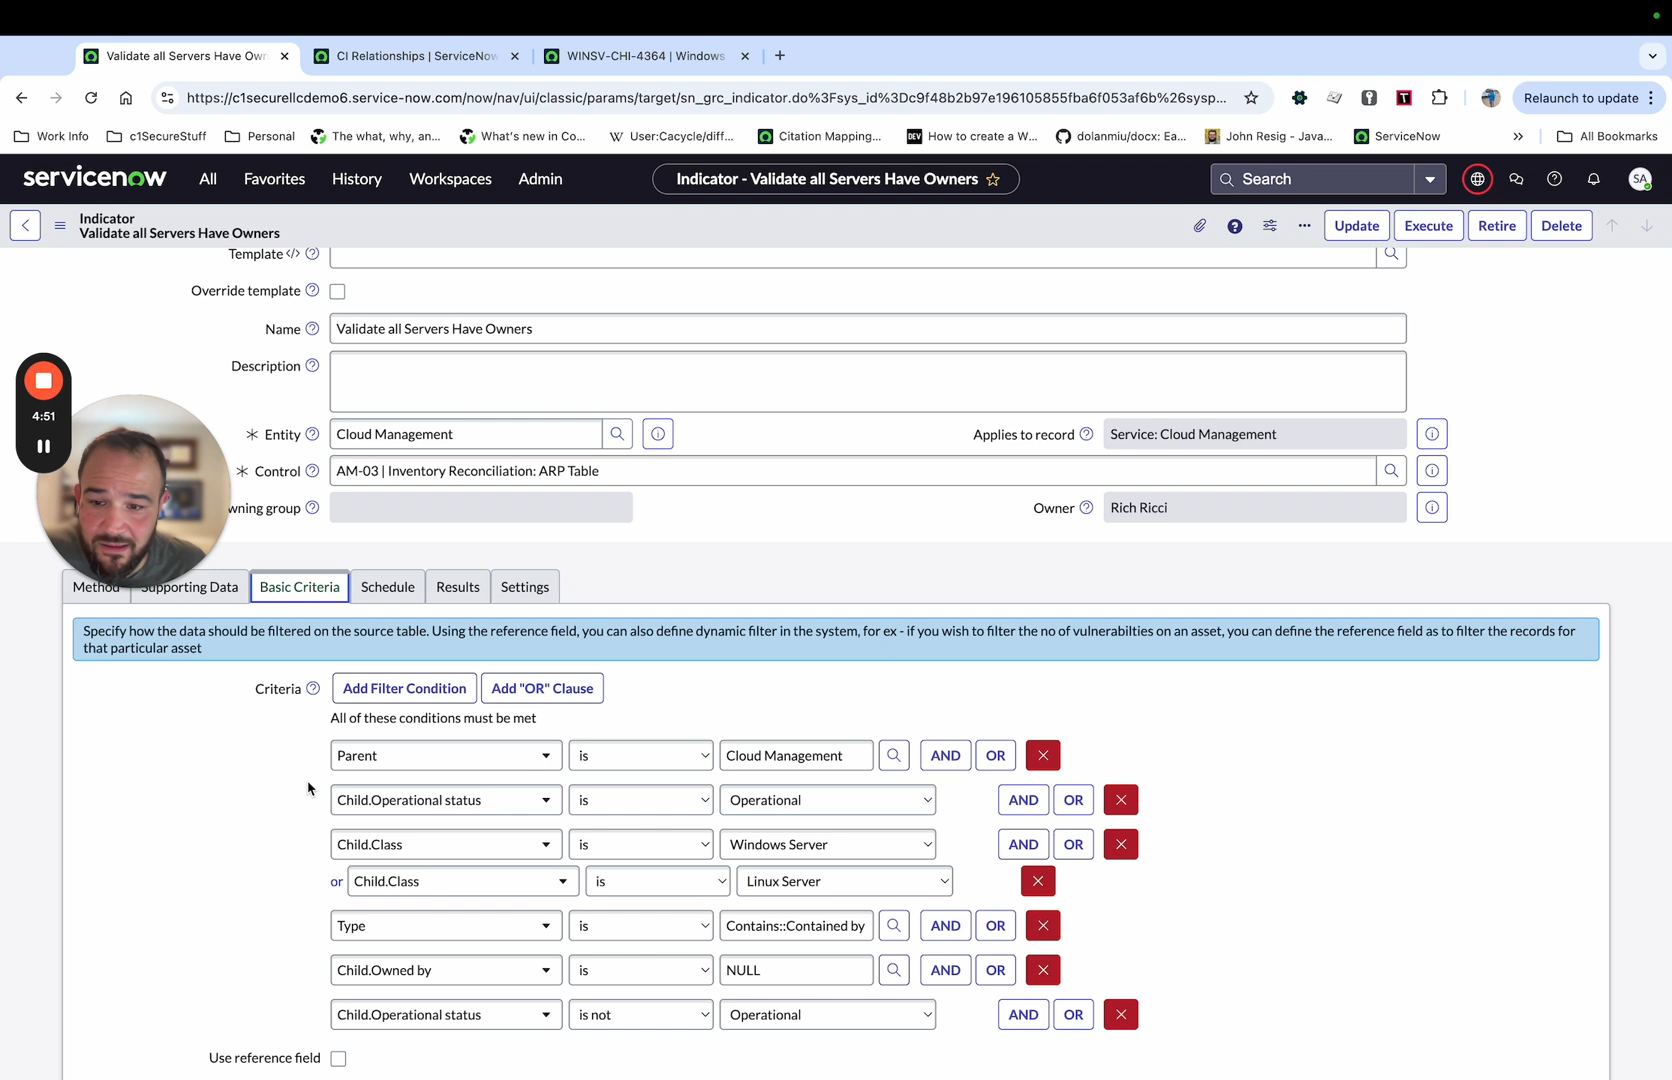 Validate all Servers Have Own
CI Relationships | ServiceNow
WINSV-CHI-4364 | Windows
https://c1securellcdemo6.service-now.com/now/nav/ui/classic/params/target/sn_grc_indicator.do%3Fsys_id%3Dc9f48b2b97e196105855fba6f053af6b%26sysp...
Relaunch to update
Work Info
c1SecureStuff
Personal
The what, why, an...
What's new in Co...
User:Cacycle/diff...
Citation Mapping...
How to create a W...
dolanmiu/docx: Ea...
John Resig - Java...
ServiceNow
All Bookmarks
servicenow
All
Favorites
History
Workspaces
Admin
Indicator - Validate all Servers Have Owners
Search
SA
Indicator
Validate all Servers Have Owners
Update
Execute
Retire
Delete
Template
Override template
Name
Validate all Servers Have Owners
Description
4:51
Entity
Cloud Management
Applies to record
Service: Cloud Management
Control
AM-03 | Inventory Reconciliation: ARP Table
wning group
Owner
Rich Ricci
Method
Supporting Data
Basic Criteria
Schedule
Results
Settings
Specify how the data should be filtered on the source table. Using the reference field, you can also define dynamic filter in the system, for ex - if you wish to filter the no of vulnerabilties on an asset, you can define the reference field as to filter the records for
that particular asset
Criteria
Add Filter Condition
Add "OR" Clause
All of these conditions must be met
Parent is Cloud Management AND OR
Child.Operational status is Operational AND OR
Child.Class is Windows Server AND OR
or Child.Class is Linux Server
Type is Contains::Contained by AND OR
Child.Owned by is NULL AND OR
Child.Operational status is not Operational AND OR
Use reference field